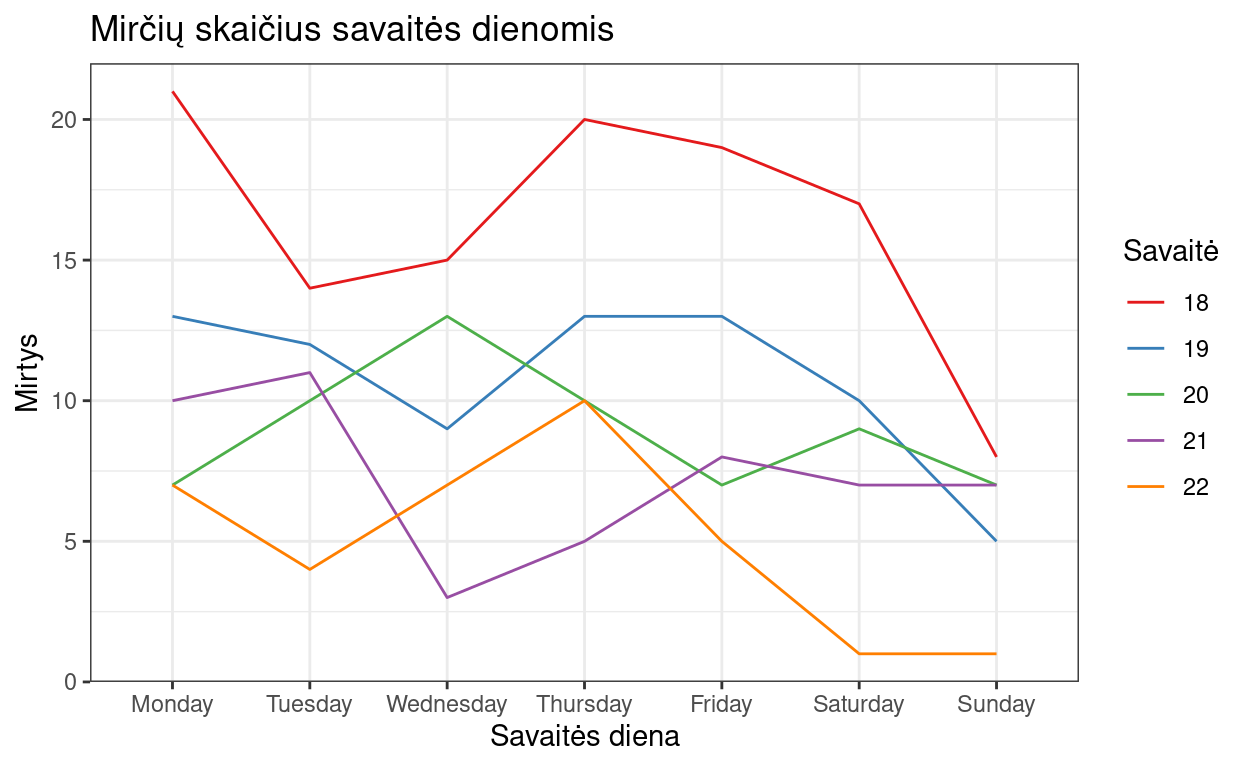 Mirčių skaičius savaitės dienomis
Mirtys
20
15
10
5
0
Monday Tuesday Wednesday Thursday Friday Saturday Sunday
Savaitės diena
Savaitė
18
19
20
21
22